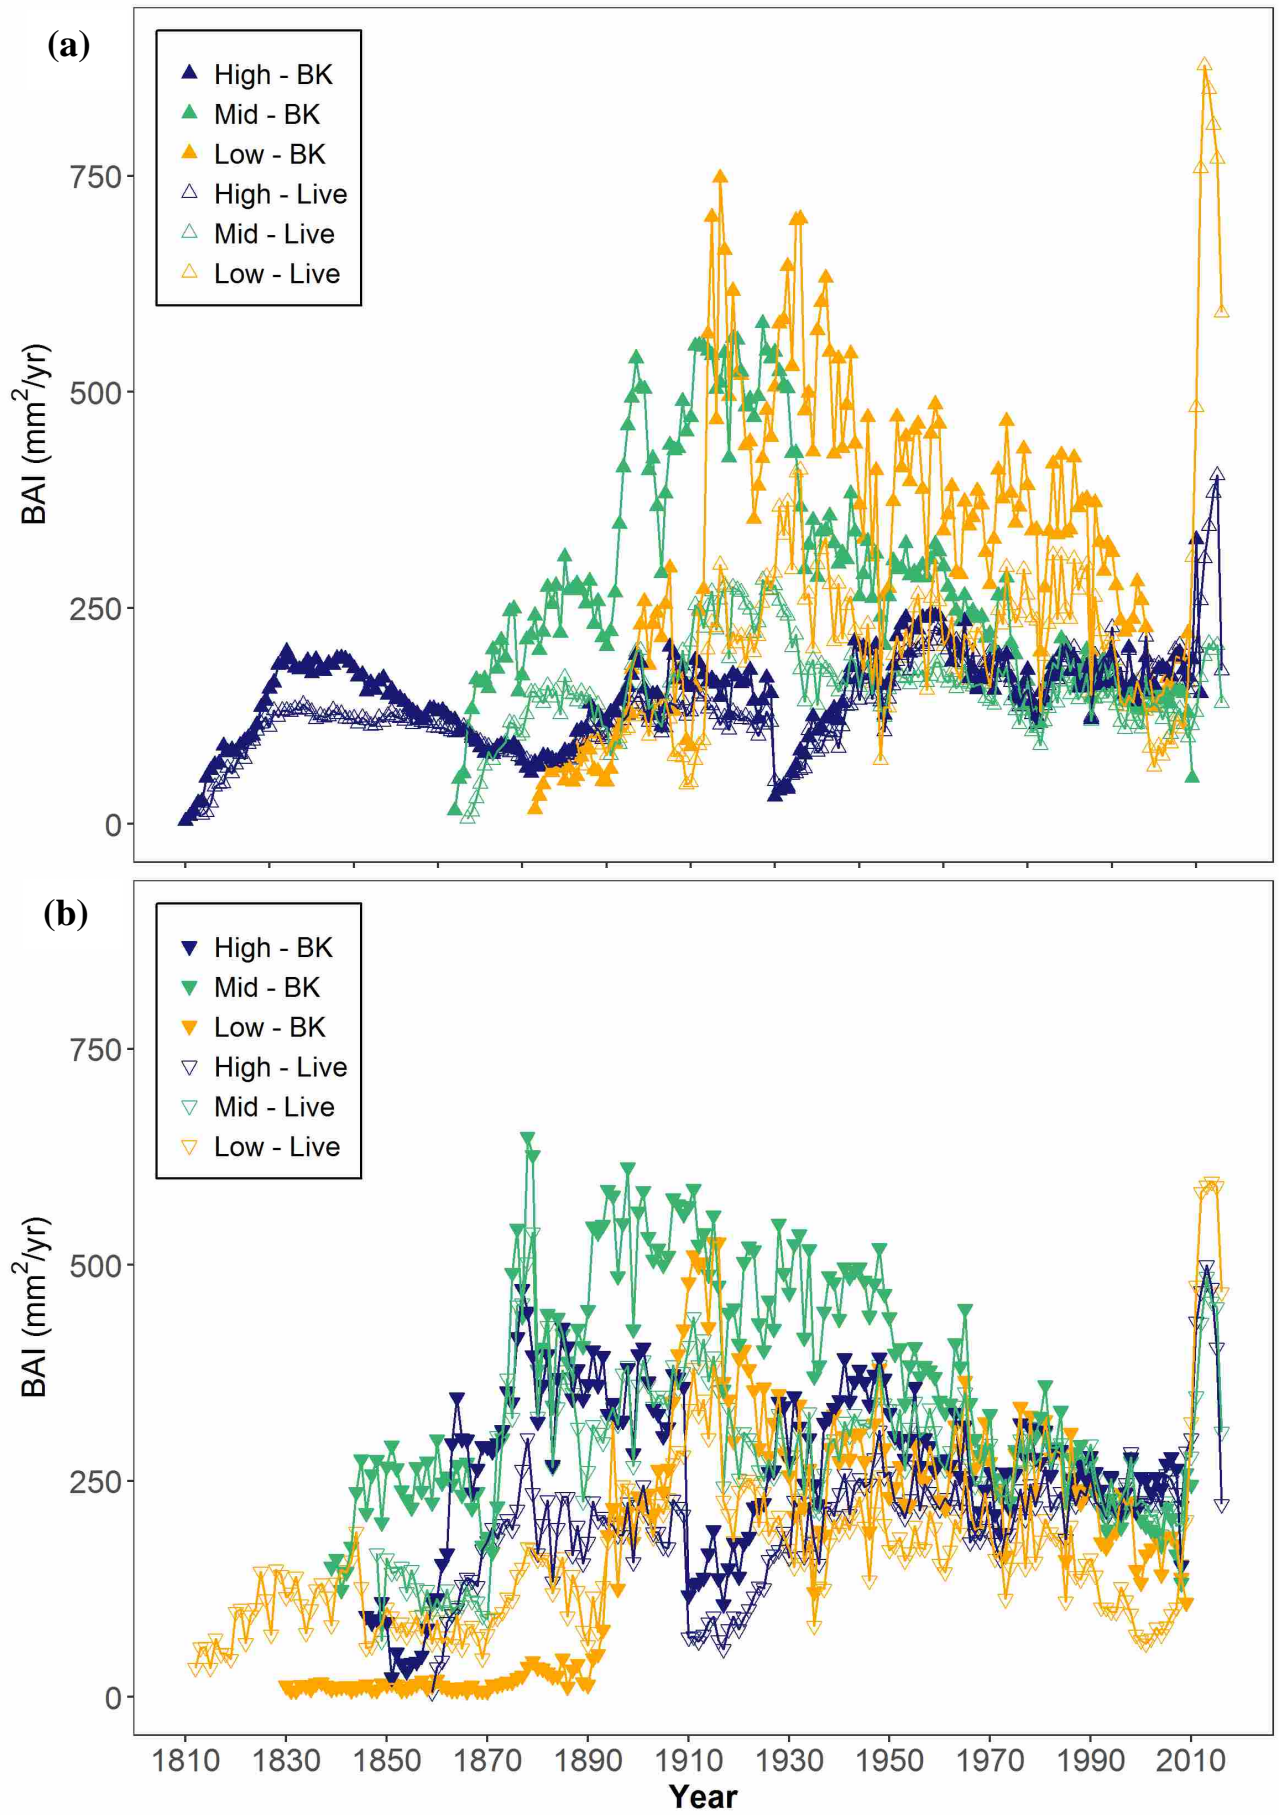 (a)
High - BK
Mid - BK
Low - BK
High - Live
Mid - Live
Low - Live
750
500
250
0
BAI (mm²/yr)
(b)
High - BK
Mid - BK
Low - BK
High - Live
Mid - Live
Low - Live
750
500
250
0
BAI (mm²/yr)
1810 1830 1850 1870 1890 1910 1930 1950 1970 1990 2010
Year